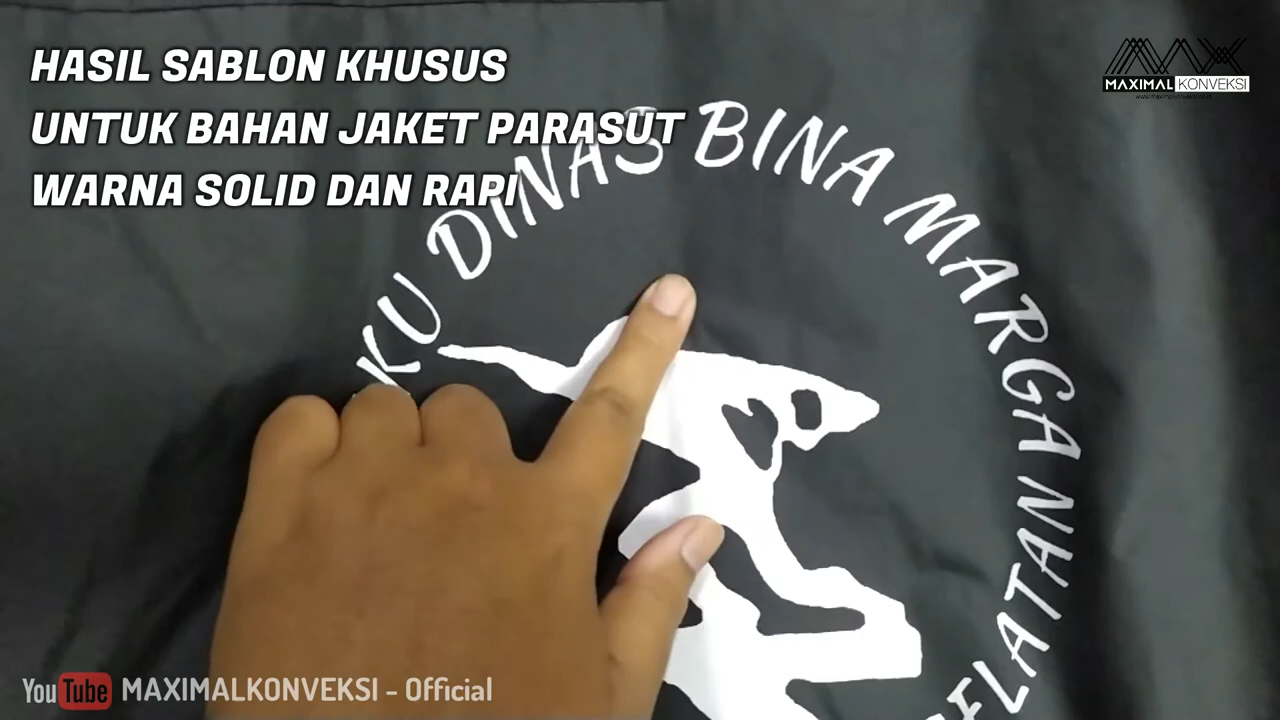 HASIL SABLON KHUSUS
UNTUK BAHAN JAKET PARASUT
WARNA SOLID DAN RAPI
MAXIMAL KONVEKSI
DINAS BINA MARGA
YouTube MAXIMALKONVEKSI - Official